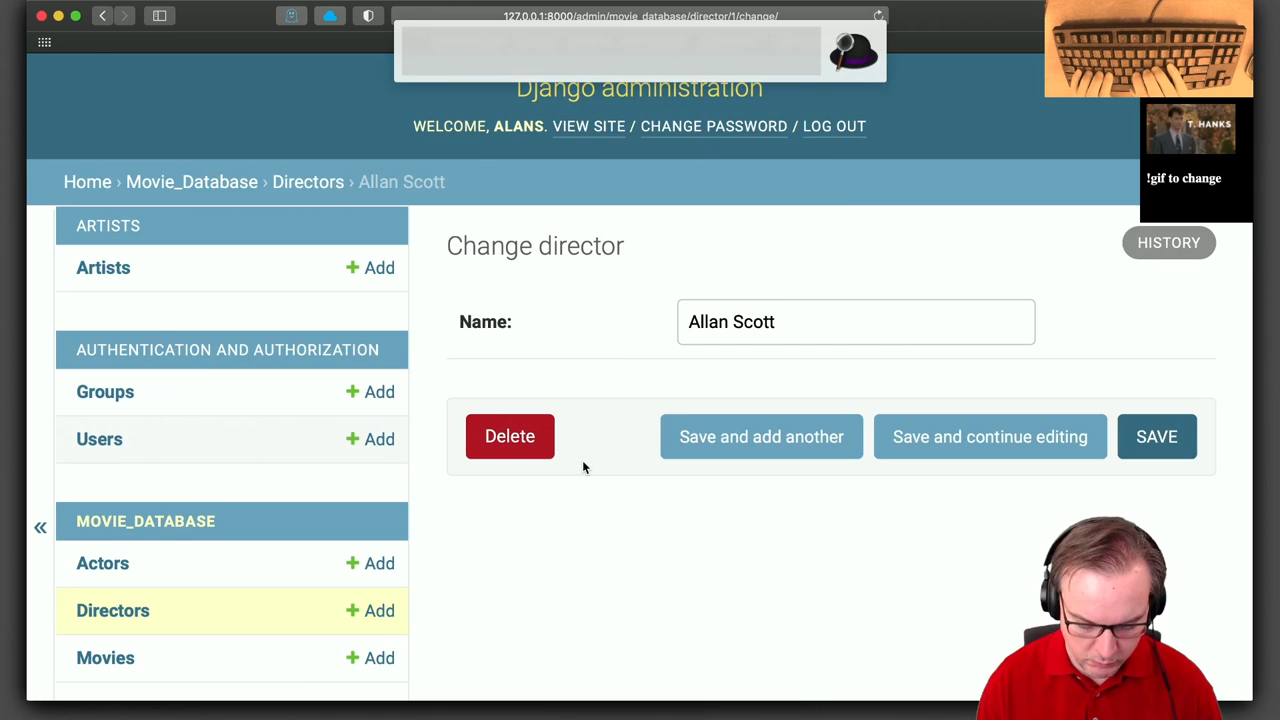 127.0.0.1:8000/admin/movie_database/director/1/change/
Django administration
WELCOME, ALANS. VIEW SITE / CHANGE PASSWORD / LOG OUT
T. HANKS
!gif to change
Home › Movie_Database › Directors › Allan Scott
ARTISTS
Artists
+ Add
AUTHENTICATION AND AUTHORIZATION
Groups
+ Add
Users
+ Add
MOVIE_DATABASE
Actors
+ Add
Directors
+ Add
Movies
+ Add
«
Change director
HISTORY
Name:
Allan Scott
Delete
Save and add another
Save and continue editing
SAVE